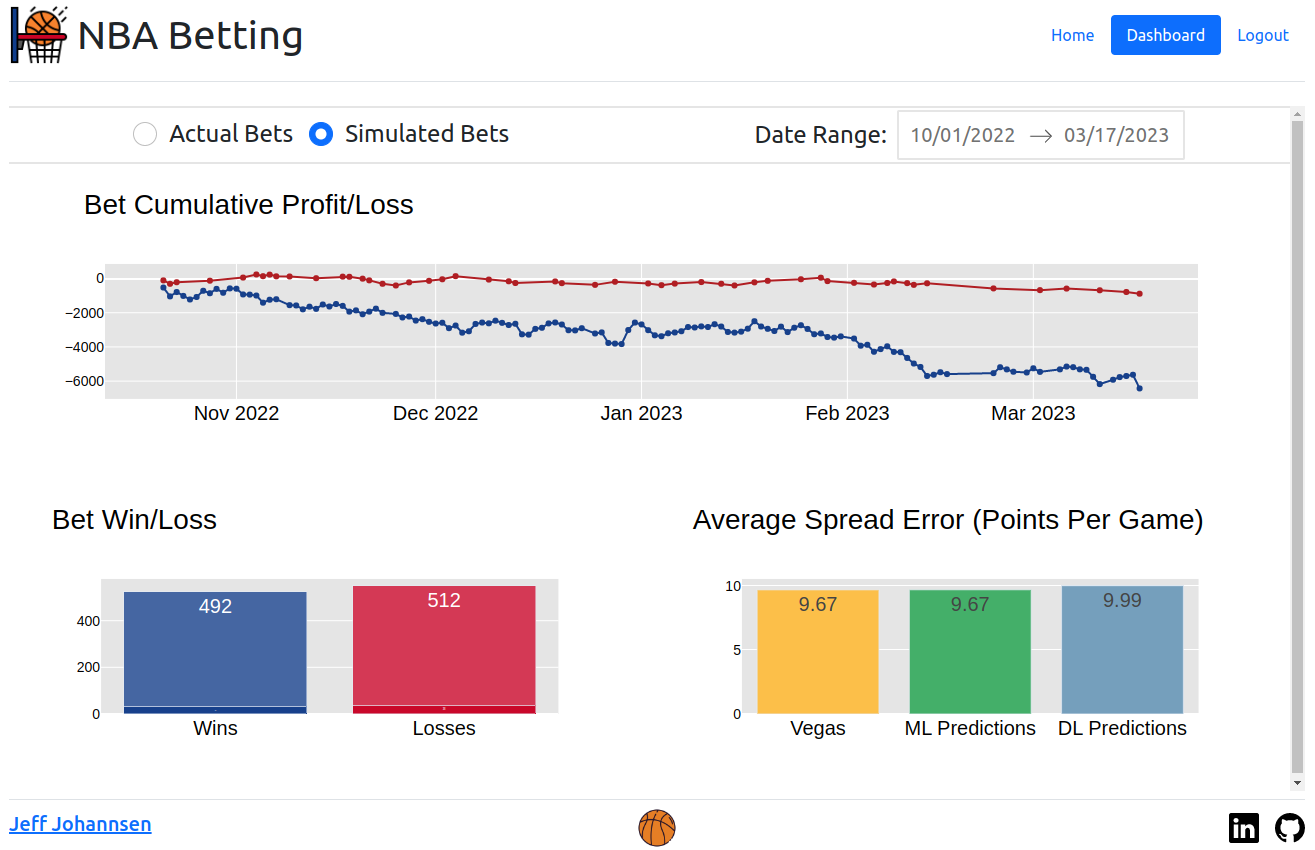 NBA Betting
Home Dashboard Logout
Actual Bets Simulated Bets Date Range: 10/01/2022 → 03/17/2023
Bet Cumulative Profit/Loss
0
−2000
−4000
−6000
Nov 2022 Dec 2022 Jan 2023 Feb 2023 Mar 2023
Bet Win/Loss
492
512
400
200
0
Wins Losses
Average Spread Error (Points Per Game)
10
9.67 9.67 9.99
5
0
Vegas ML Predictions DL Predictions
Jeff Johannsen
in